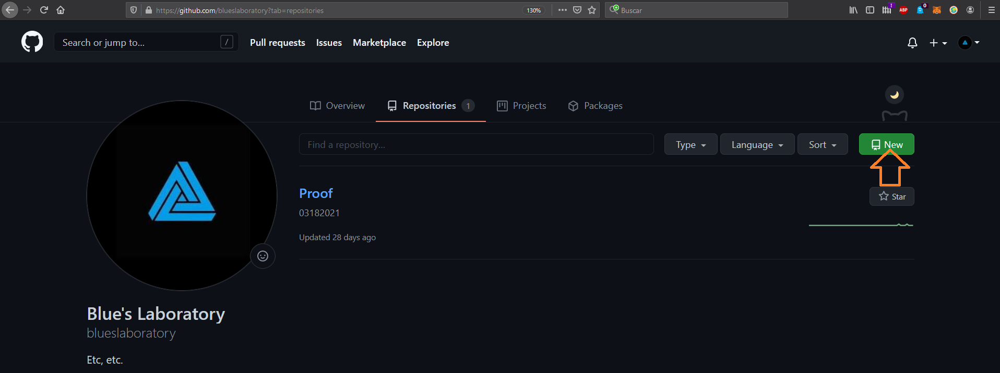 https://github.com/blueslaboratory?tab=repositories 130% Buscar ! ABP 0
Search or jump to... / Pull requests Issues Marketplace Explore
Overview Repositories 1 Projects Packages
Find a repository... Type Language Sort New
Proof
Star
03182021
Updated 28 days ago
Blue's Laboratory
blueslaboratory
Etc, etc.